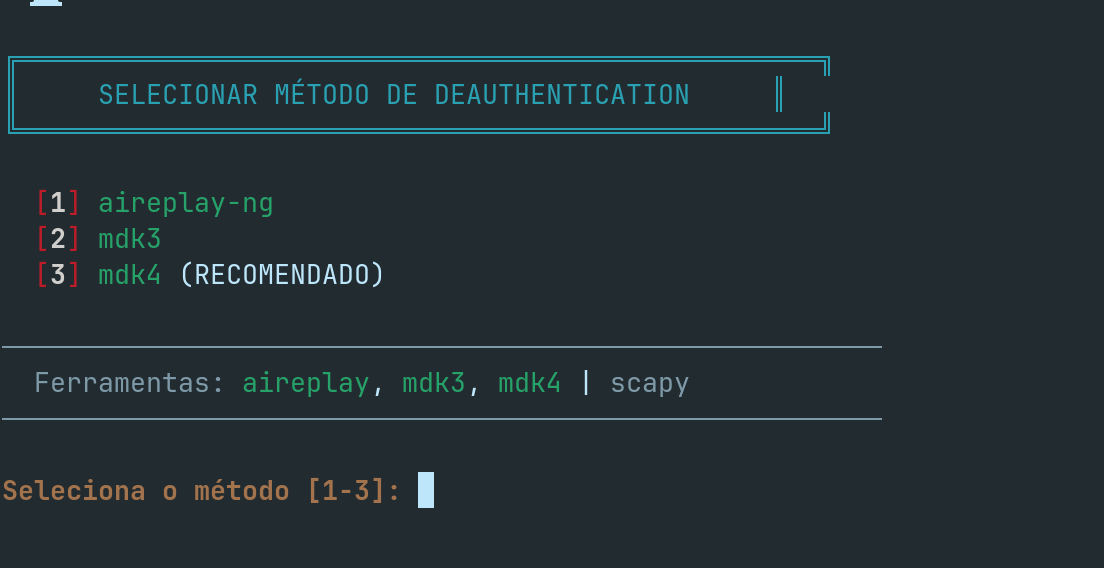 SELECIONAR MÉTODO DE DEAUTHENTICATION
[1] aireplay-ng
[2] mdk3
[3] mdk4 (RECOMENDADO)
Ferramentas: aireplay, mdk3, mdk4 | scapy
Seleciona o método [1-3]: